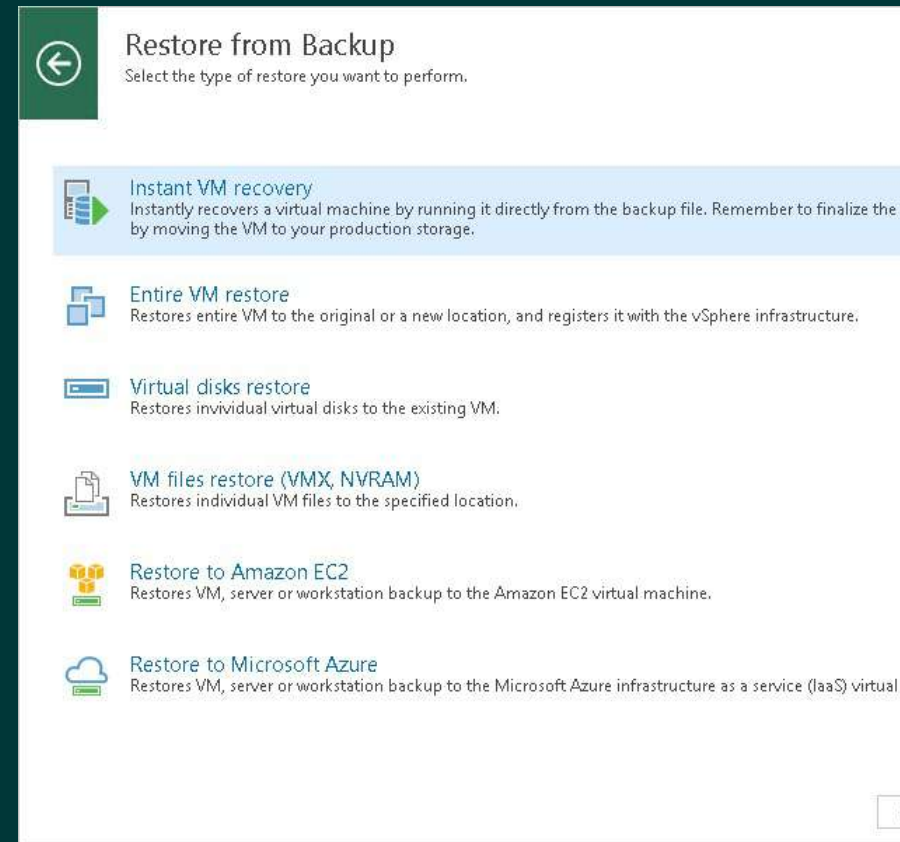 Restore from Backup
Select the type of restore you want to perform.
Instant VM recovery
Instantly recovers a virtual machine by running it directly from the backup file. Remember to finalize the
by moving the VM to your production storage.
Entire VM restore
Restores entire VM to the original or a new location, and registers it with the vSphere infrastructure.
Virtual disks restore
Restores invividual virtual disks to the existing VM.
VM files restore (VMX, NVRAM)
Restores individual VM files to the specified location.
Restore to Amazon EC2
Restores VM, server or workstation backup to the Amazon EC2 virtual machine.
Restore to Microsoft Azure
Restores VM, server or workstation backup to the Microsoft Azure infrastructure as a service (IaaS) virtual